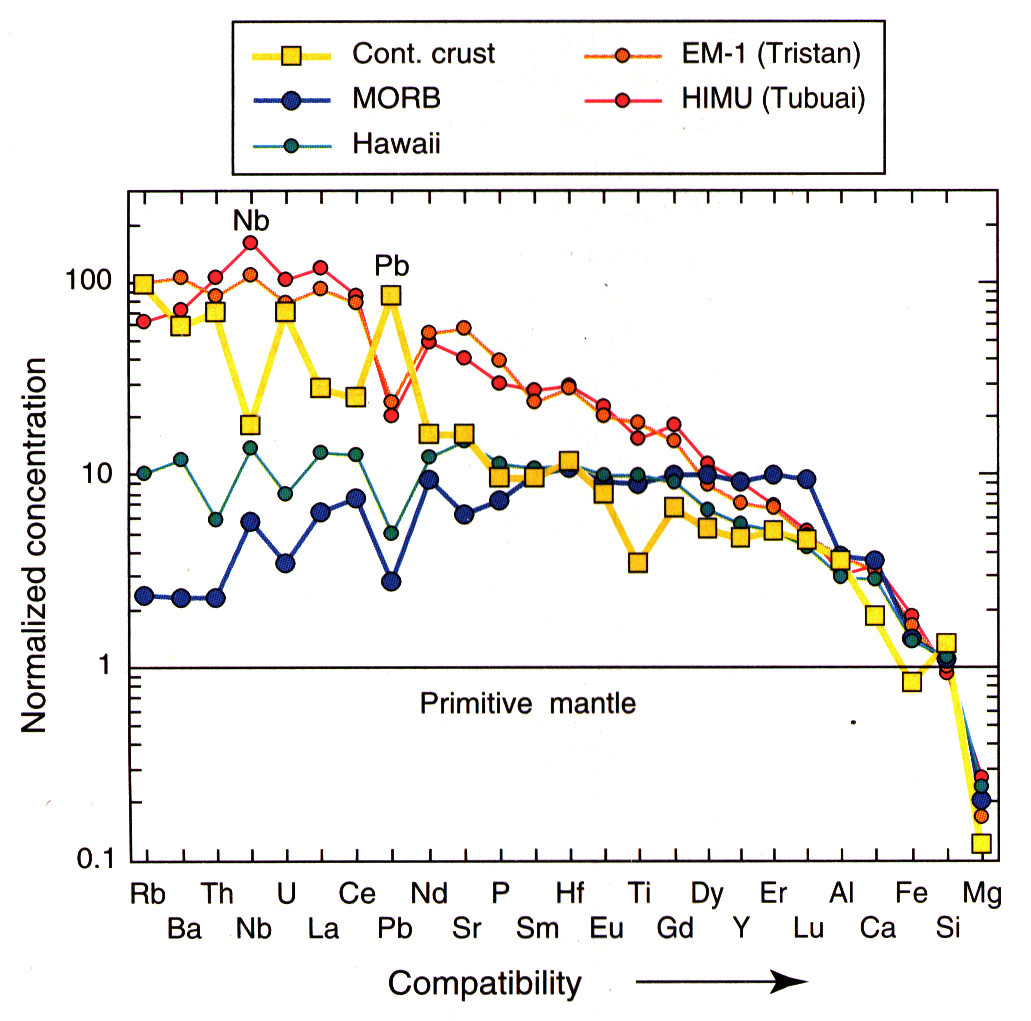 Cont. crust
MORB
Hawaii
EM-1 (Tristan)
HIMU (Tubuai)
Nb
Pb
100
10
1
0.1
Normalized concentration
Primitive mantle
Rb Th U Ce Nd P Hf Ti Dy Er Al Fe Mg
Ba Nb La Pb Sr Sm Eu Gd Y Lu Ca Si
Compatibility